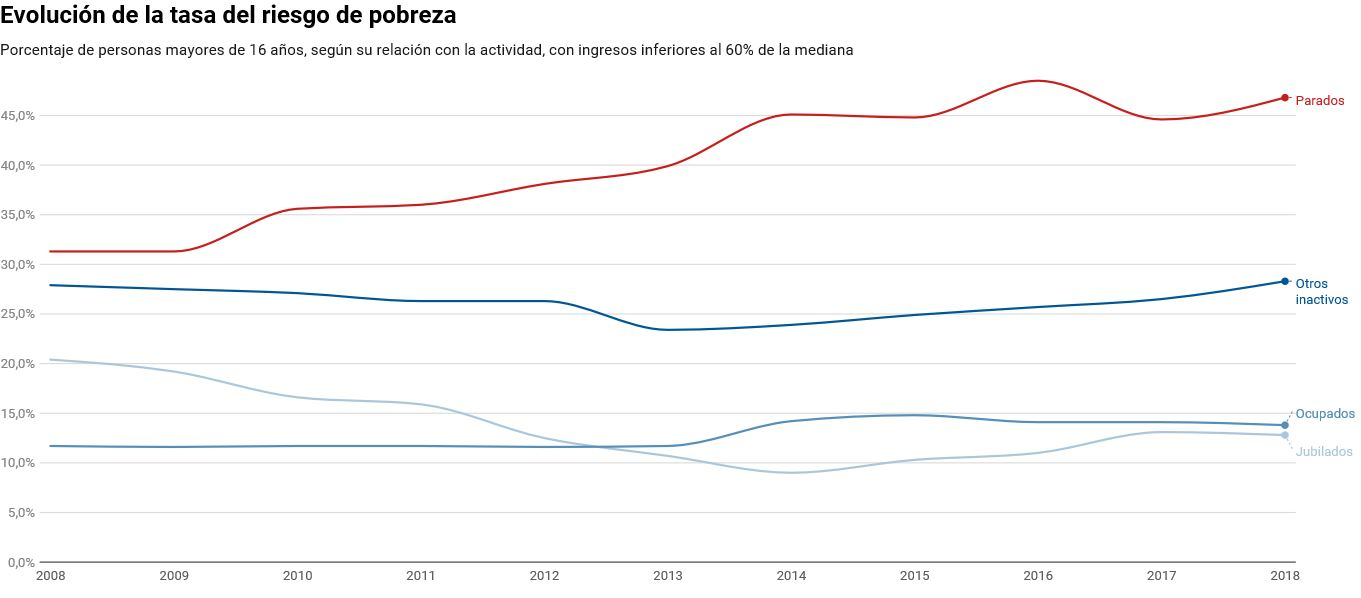 Evolución de la tasa del riesgo de pobreza
Porcentaje de personas mayores de 16 años, según su relación con la actividad, con ingresos inferiores al 60% de la mediana
45,0%
40,0%
35,0%
30,0%
25,0%
20,0%
15,0%
10,0%
5,0%
0,0%
Parados
Otros
inactivos
Ocupados
Jubilados
2008 2009 2010 2011 2012 2013 2014 2015 2016 2017 2018